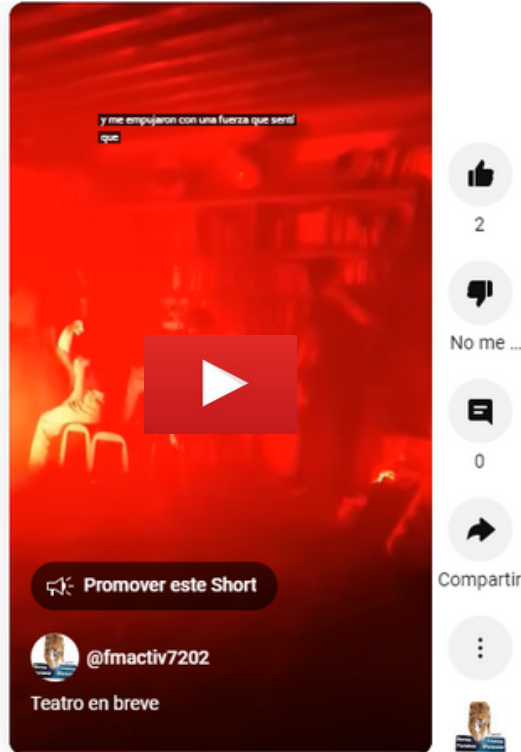 y me empujaron con una fuerza que sentí
que
2
No me ...
0
Promover este Short
Compartir
@fmactiv7202
Teatro en breve